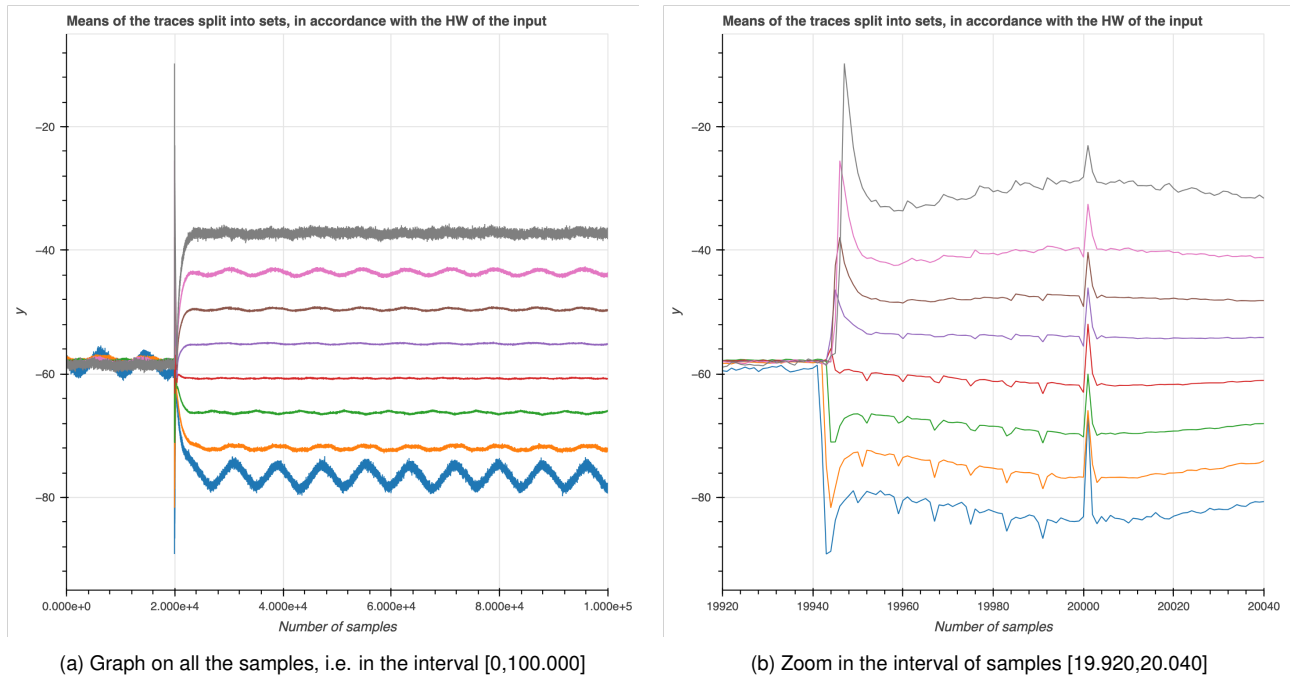 Means of the traces split into sets, in accordance with the HW of the input
y
−20
−40
−60
−80
0.000e+0 2.000e+4 4.000e+4 6.000e+4 8.000e+4 1.000e+5
Number of samples
(a) Graph on all the samples, i.e. in the interval [0,100.000]
Means of the traces split into sets, in accordance with the HW of the input
y
−20
−40
−60
−80
19920 19940 19960 19980 20000 20020 20040
Number of samples
(b) Zoom in the interval of samples [19.920,20.040]